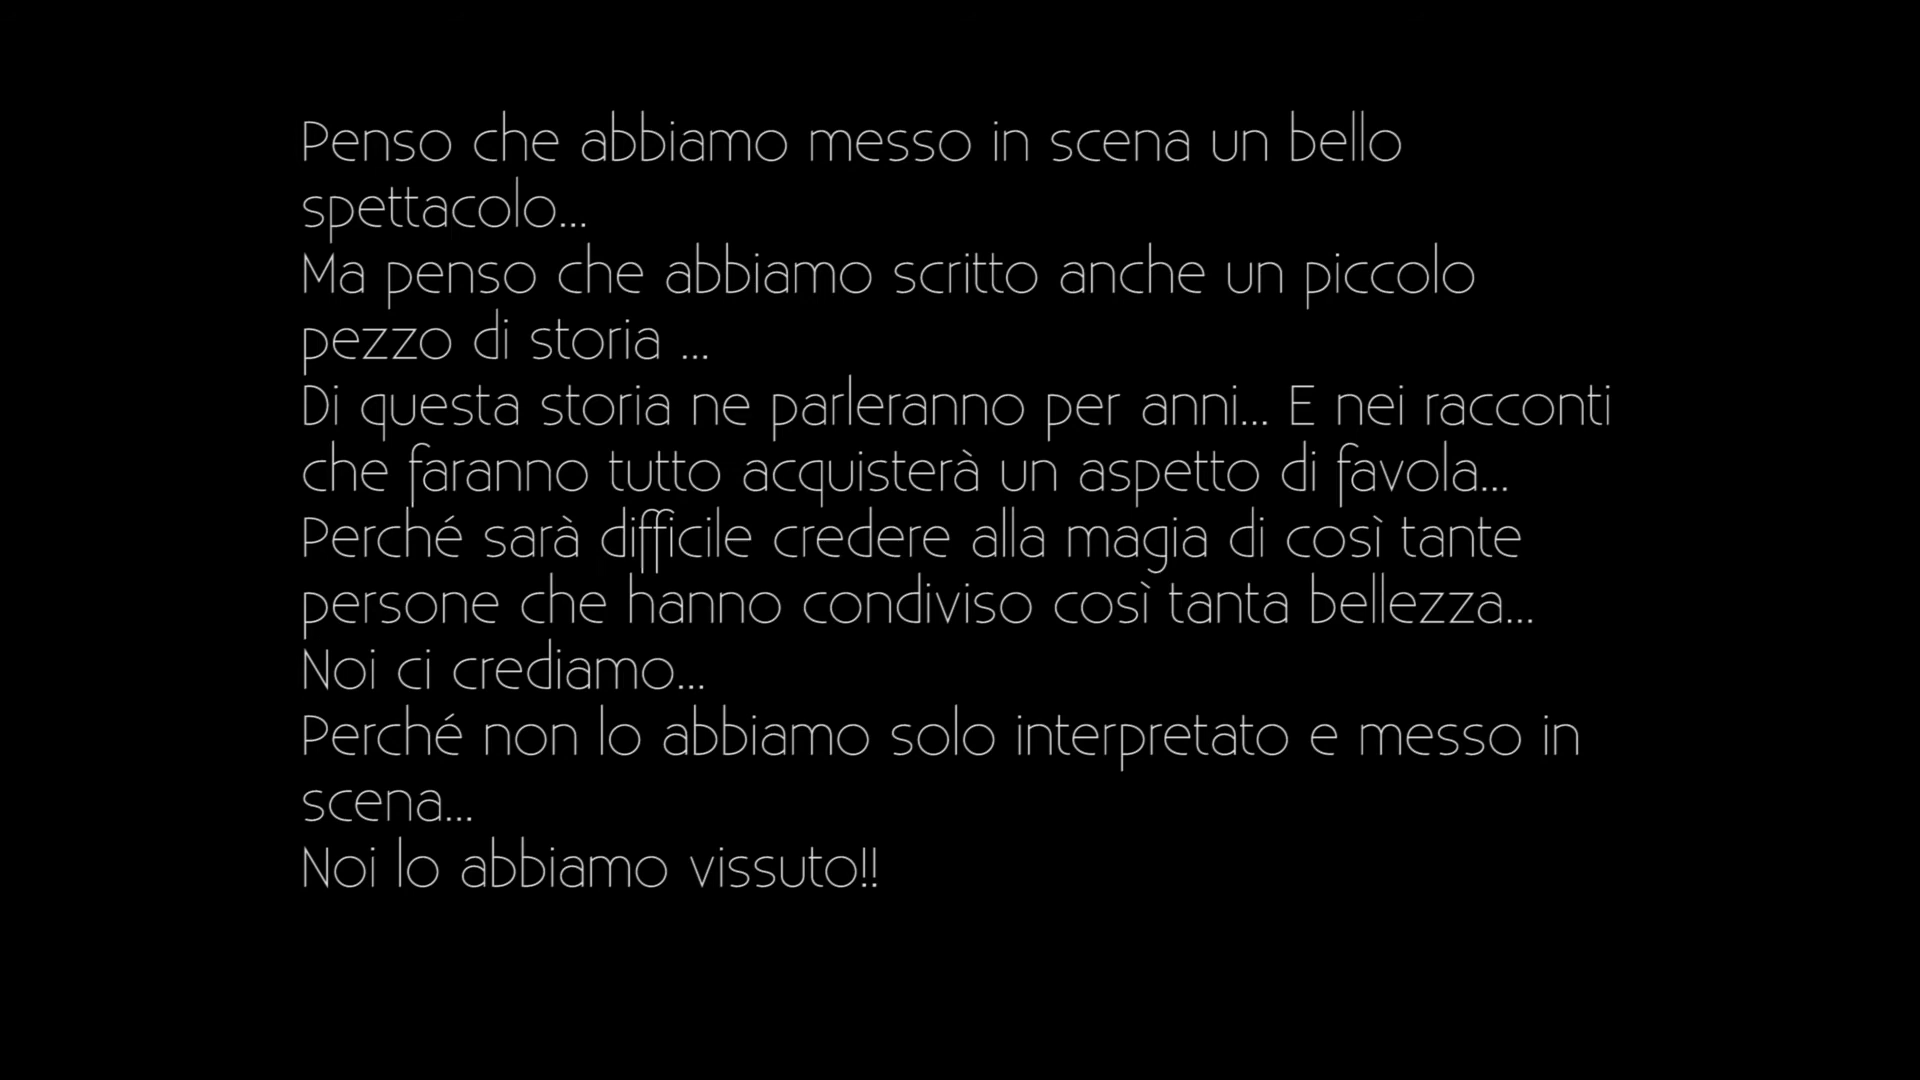 Penso che abbiamo messo in scena un bello
spettacolo...
Ma penso che abbiamo scritto anche un piccolo
pezzo di storia ...
Di questa storia ne parleranno per anni... E nei racconti
che faranno tutto acquisterà un aspetto di favola...
Perché sarà difficile credere alla magia di così tante
persone che hanno condiviso così tanta bellezza...
Noi ci crediamo...
Perché non lo abbiamo solo interpretato e messo in
scena...
Noi lo abbiamo vissuto!!